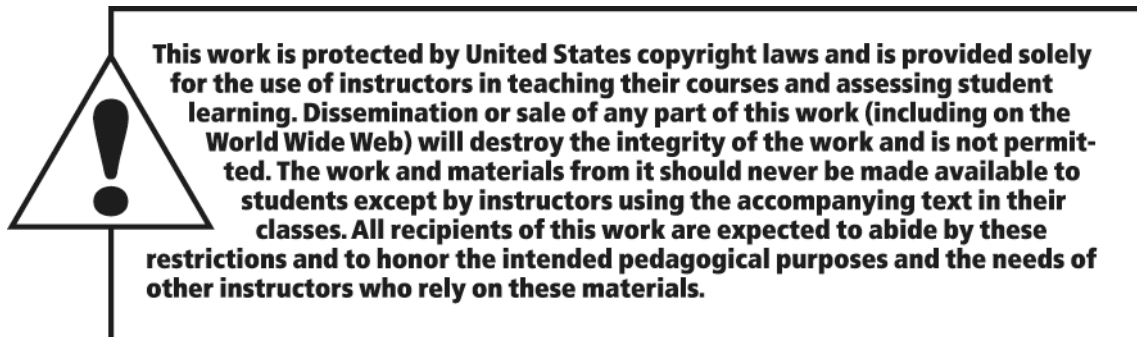 This work is protected by United States copyright laws and is provided solely
for the use of instructors in teaching their courses and assessing student
learning. Dissemination or sale of any part of this work (including on the
World Wide Web) will destroy the integrity of the work and is not permit-
ted. The work and materials from it should never be made available to
students except by instructors using the accompanying text in their
classes. All recipients of this work are expected to abide by these
restrictions and to honor the intended pedagogical purposes and the needs of
other instructors who rely on these materials.